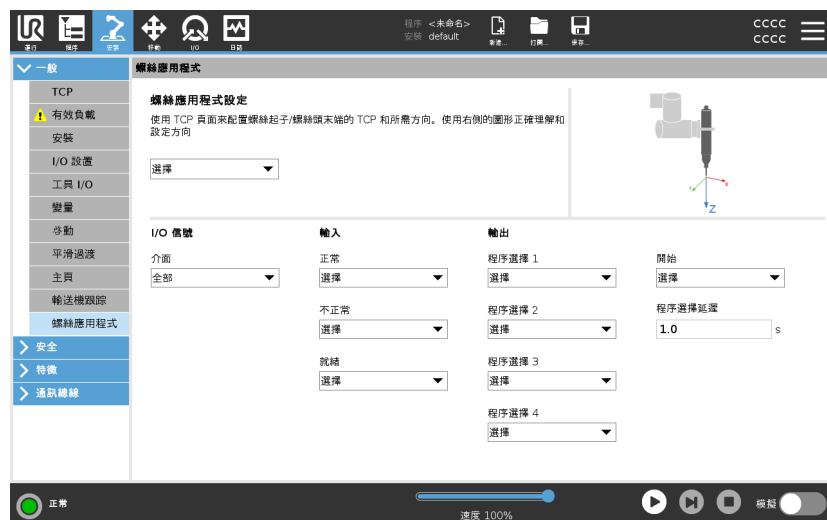 程序 <未命名>
安裝 default
cccc
cccc
運行
程序
安裝
移動
I/O
日誌
新建...
打開...
保存...
一般
TCP
有效負載
安裝
I/O 設置
工具 I/O
變量
啓動
平滑過渡
主頁
輸送機跟踪
螺絲應用程式
安全
特徵
通訊總線
螺絲應用程式
螺絲應用程式設定
使用 TCP 頁面來配置螺絲起子/螺絲頭末端的 TCP 和所需方向。使用右側的圖形正確理解和
設定方向
選擇
Y
X
Z
I/O 信號
輸入
輸出
介面
正常
程序選擇 1
開始
全部
選擇
選擇
選擇
不正常
程序選擇 2
程序選擇延遲
選擇
選擇
1.0 s
就緒
程序選擇 3
選擇
選擇
程序選擇 4
選擇
正常
速度 100%
模擬